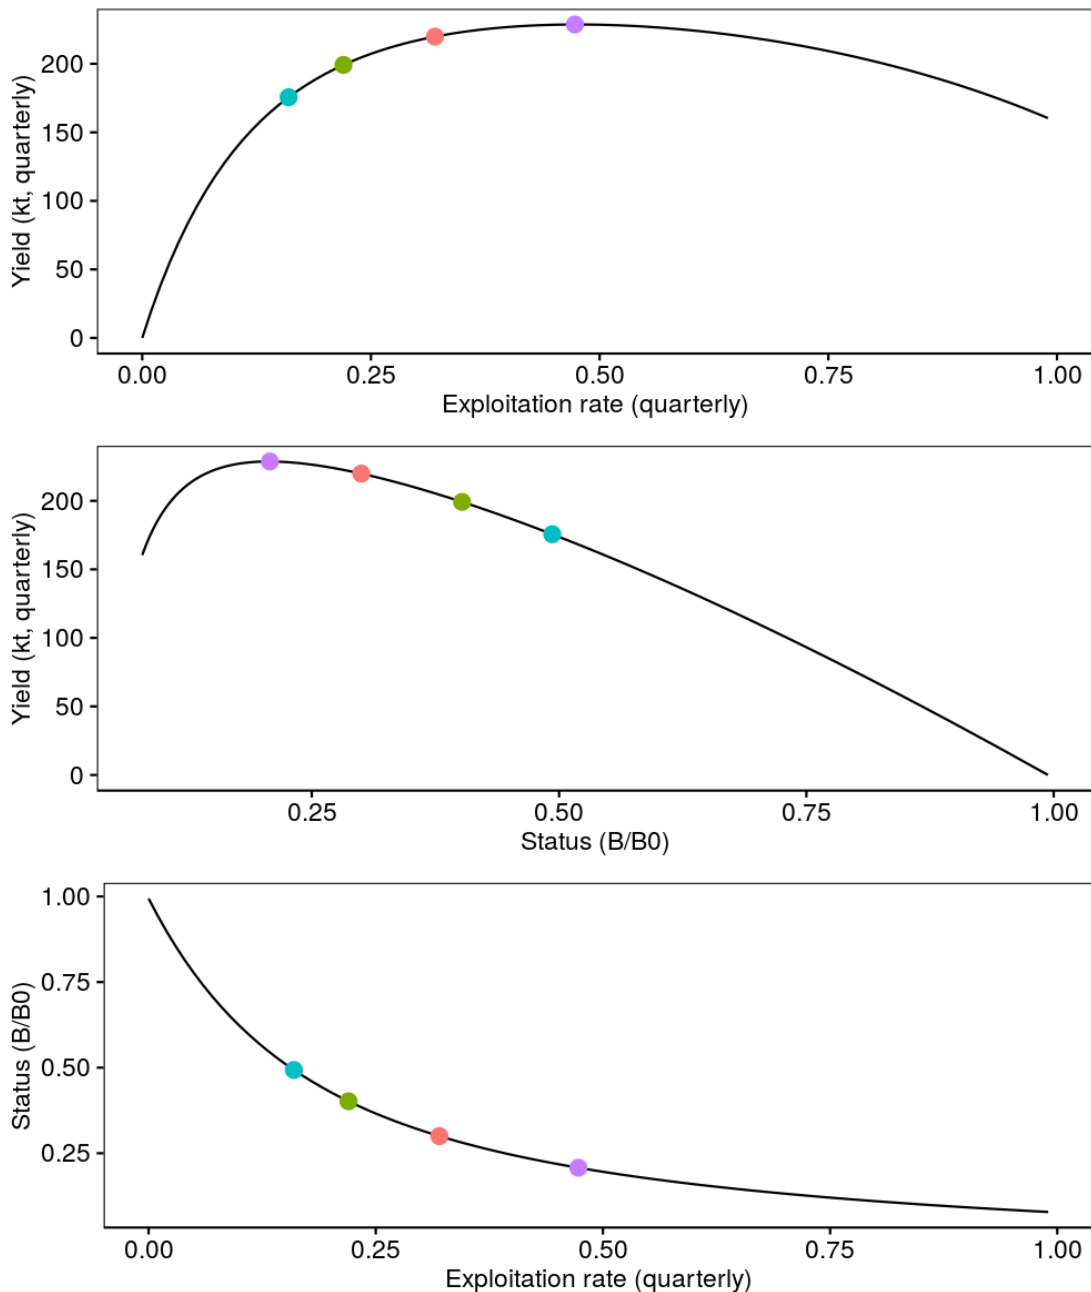 Yield (kt, quarterly)
200
150
100
50
0
0.00 0.25 0.50 0.75 1.00
Exploitation rate (quarterly)
Yield (kt, quarterly)
200
150
100
50
0
0.25 0.50 0.75 1.00
Status (B/B0)
Status (B/B0)
1.00
0.75
0.50
0.25
0.00 0.25 0.50 0.75 1.00
Exploitation rate (quarterly)